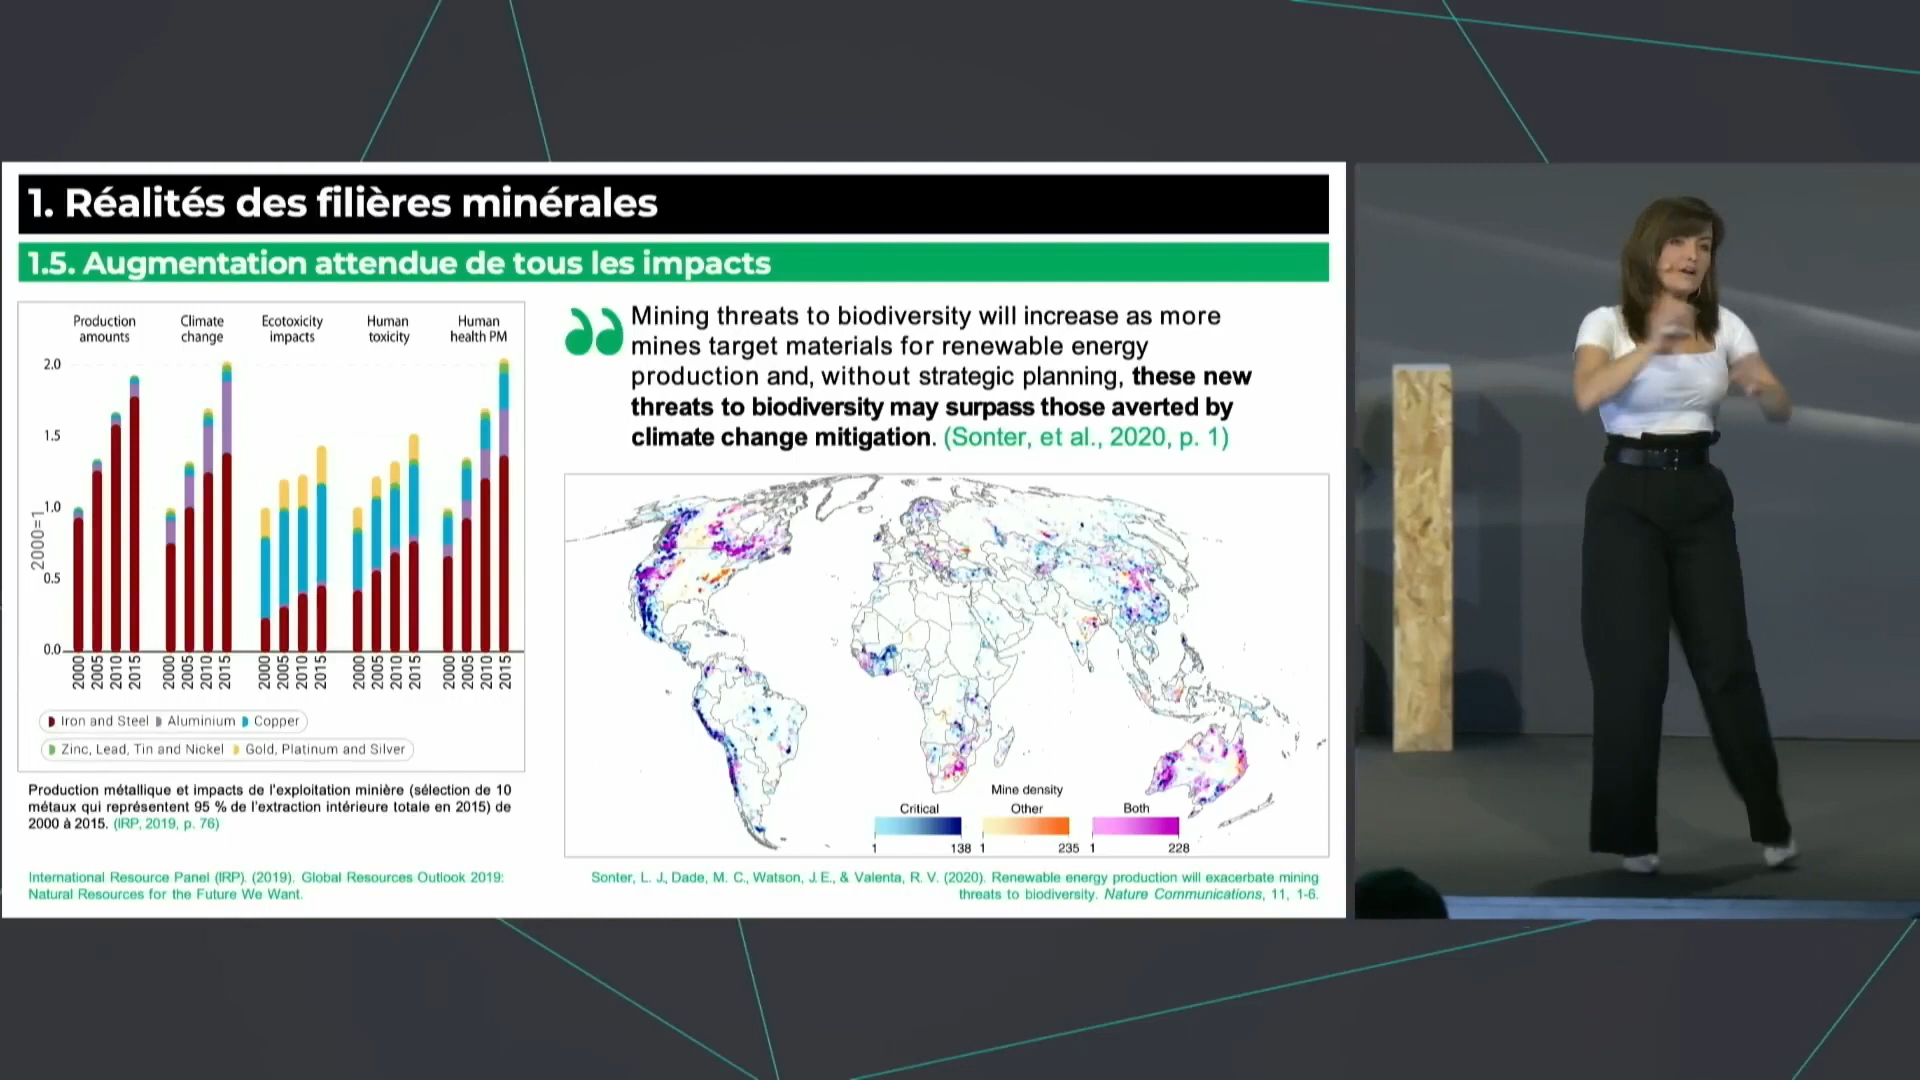 1. Réalités des filières minérales
1.5. Augmentation attendue de tous les impacts
Production amounts
Climate change
Ecotoxicity impacts
Human toxicity
Human health PM
2.0
1.5
1.0
0.5
0.0
2000=1
2000 2005 2010 2015
2000 2005 2010 2015
2000 2005 2010 2015
2000 2005 2010 2015
2000 2005 2010 2015
Iron and Steel Aluminium Copper
Zinc, Lead, Tin and Nickel Gold, Platinum and Silver
Production métallique et impacts de l'exploitation minière (sélection de 10
métaux qui représentent 95 % de l'extraction intérieure totale en 2015) de
2000 à 2015. (IRP, 2019, p. 76)
International Resource Panel (IRP). (2019). Global Resources Outlook 2019:
Natural Resources for the Future We Want.
Mining threats to biodiversity will increase as more
mines target materials for renewable energy
production and, without strategic planning, these new
threats to biodiversity may surpass those averted by
climate change mitigation. (Sonter, et al., 2020, p. 1)
Mine density
Critical Other Both
1 138 1 235 1 228
Sonter, L. J., Dade, M. C., Watson, J. E., & Valenta, R. V. (2020). Renewable energy production will exacerbate mining
threats to biodiversity. Nature Communications, 11, 1-6.